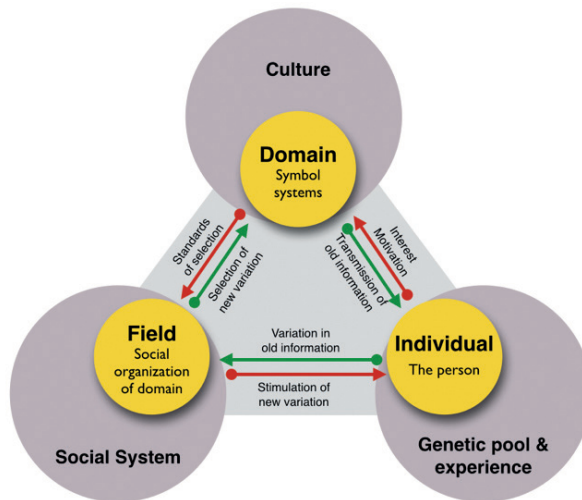 Culture
Domain
Symbol
systems
Standards
of selection
Selection of
new variation
Interest
Motivation
Transmission of
old information
Field
Social
organization
of domain
Variation in
old information
Stimulation of
new variation
Individual
The person
Social System
Genetic pool &
experience